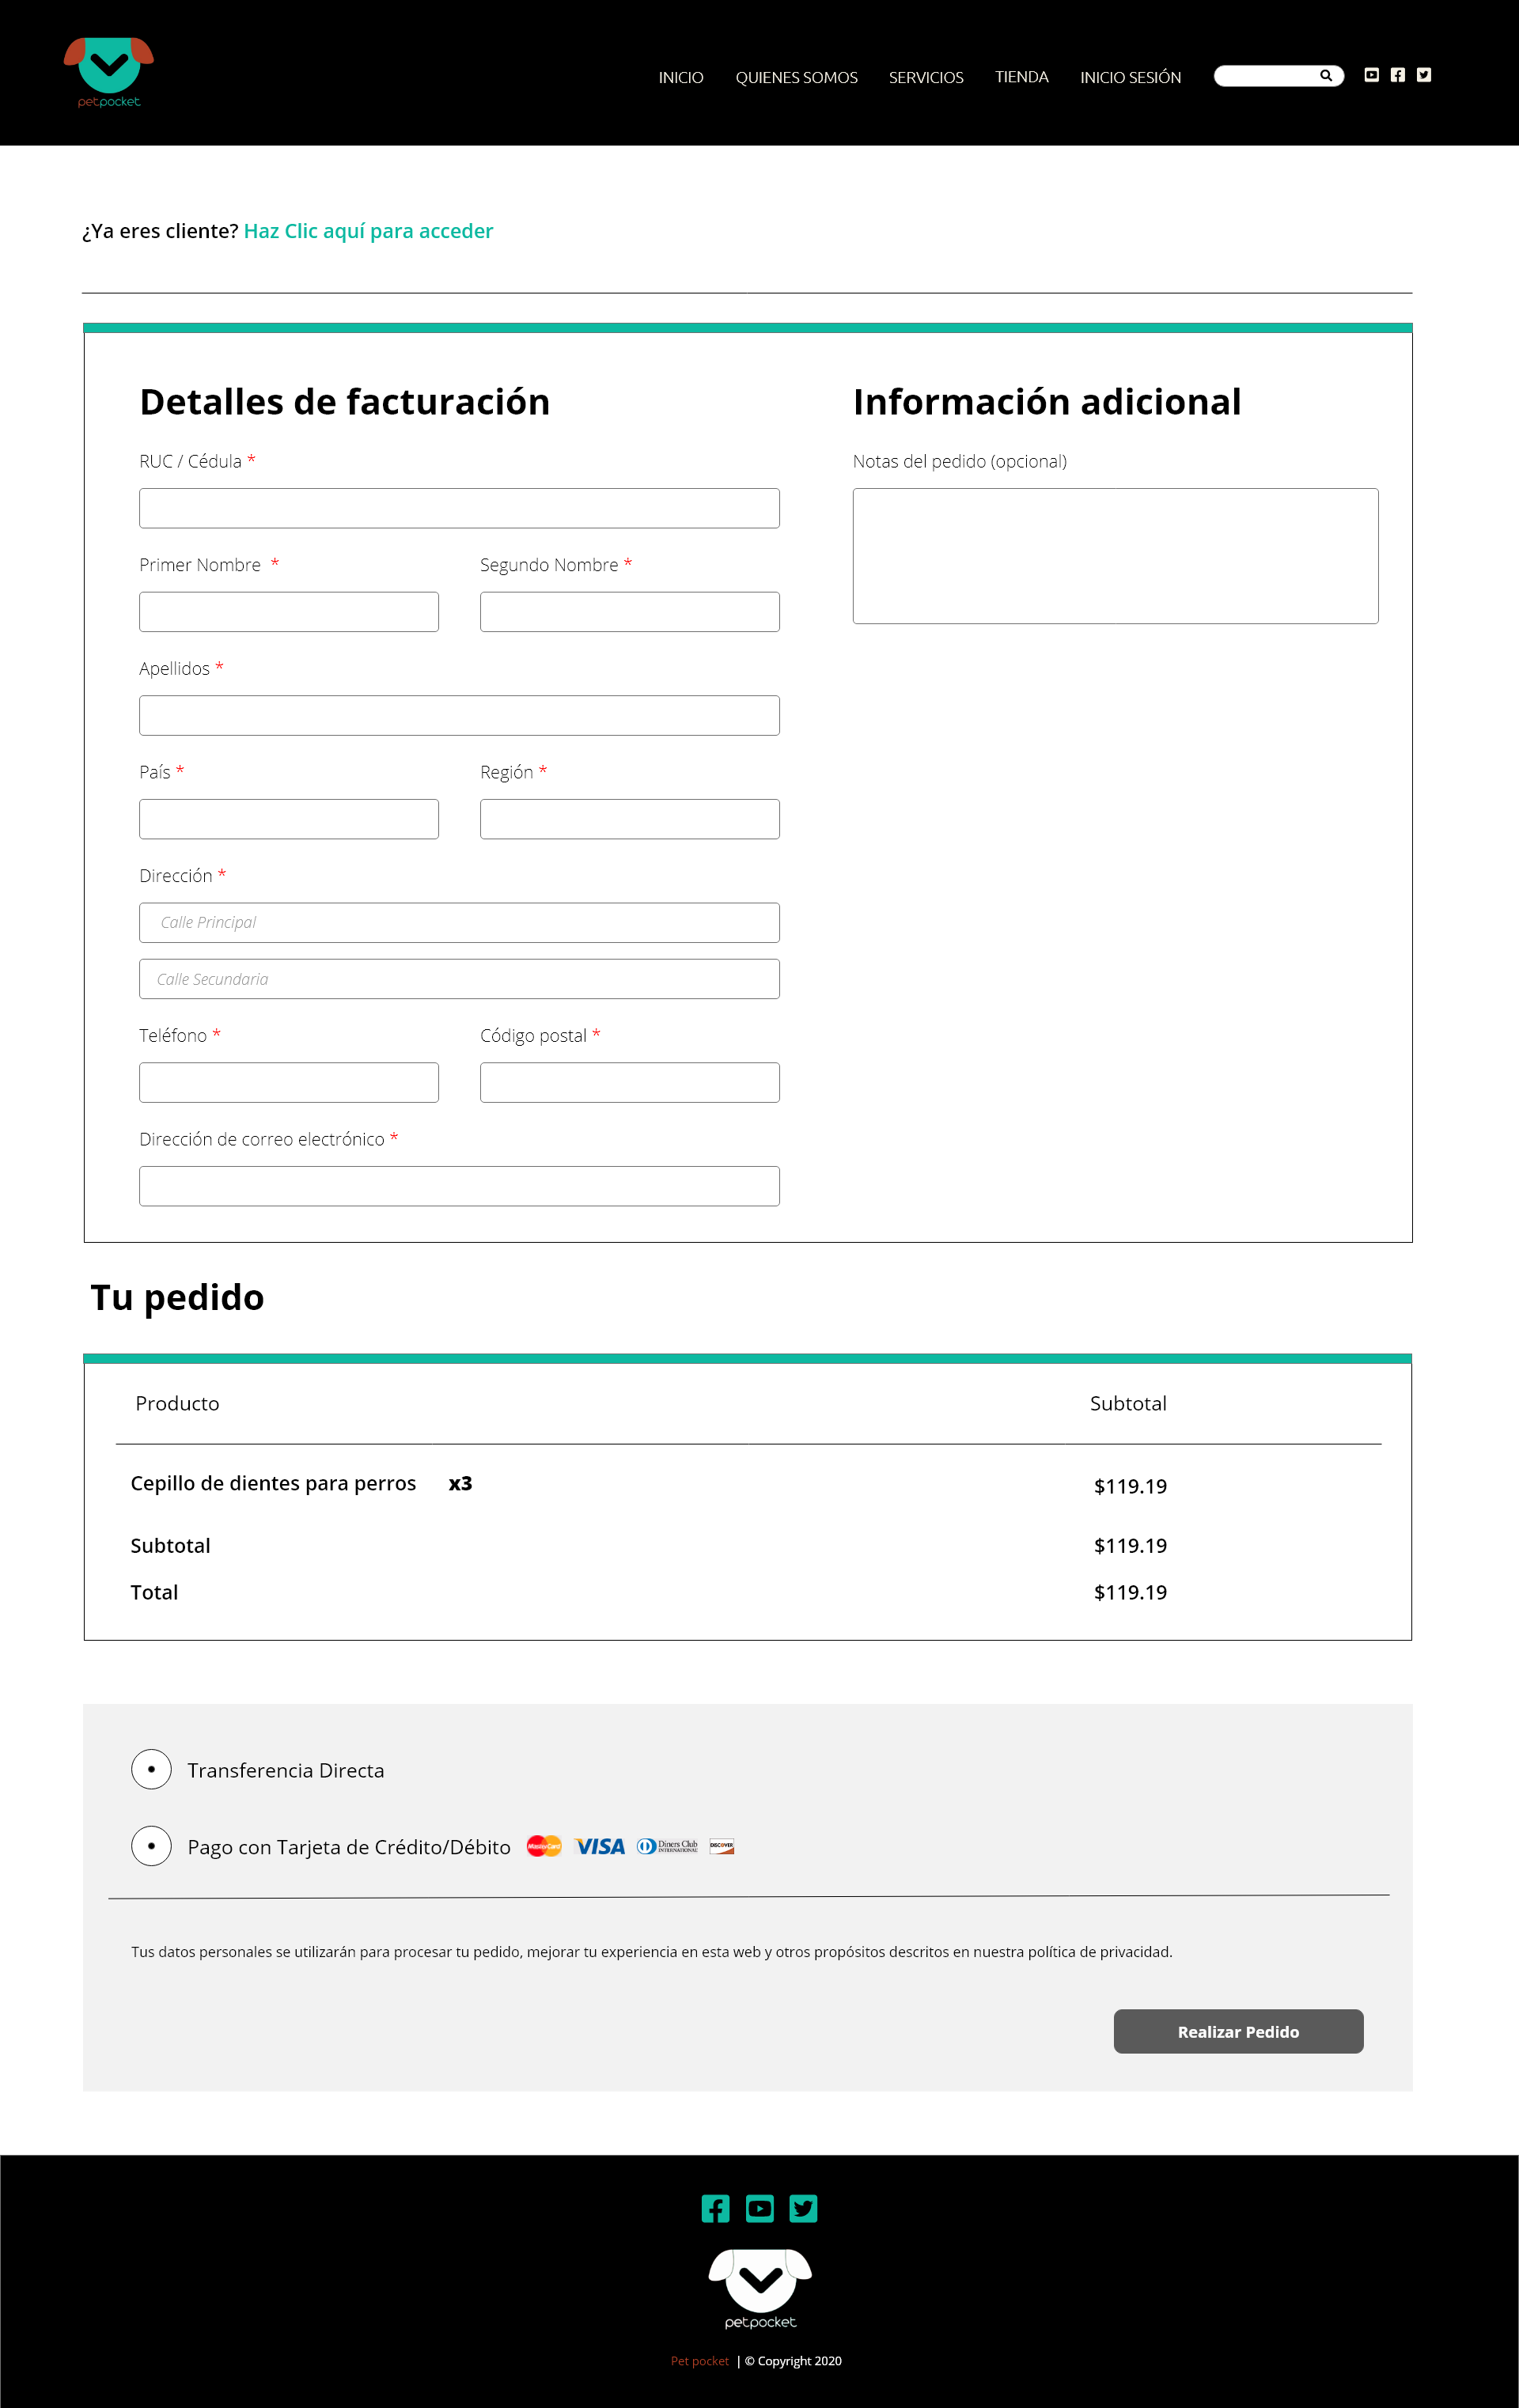 petpocket
INICIO QUIENES SOMOS SERVICIOS TIENDA INICIO SESIÓN
¿Ya eres cliente? Haz Clic aquí para acceder
Detalles de facturación
Información adicional
RUC / Cédula *
Notas del pedido (opcional)
Primer Nombre * Segundo Nombre *
Apellidos *
País * Región *
Dirección *
Calle Principal
Calle Secundaria
Teléfono * Código postal *
Dirección de correo electrónico *
Tu pedido
Producto Subtotal
Cepillo de dientes para perros x3 $119.19
Subtotal $119.19
Total $119.19
Transferencia Directa
Pago con Tarjeta de Crédito/Débito MasterCard VISA Diners Club INTERNATIONAL DISCOVER
Tus datos personales se utilizarán para procesar tu pedido, mejorar tu experiencia en esta web y otros propósitos descritos en nuestra política de privacidad.
Realizar Pedido
petpocket
Pet pocket | © Copyright 2020